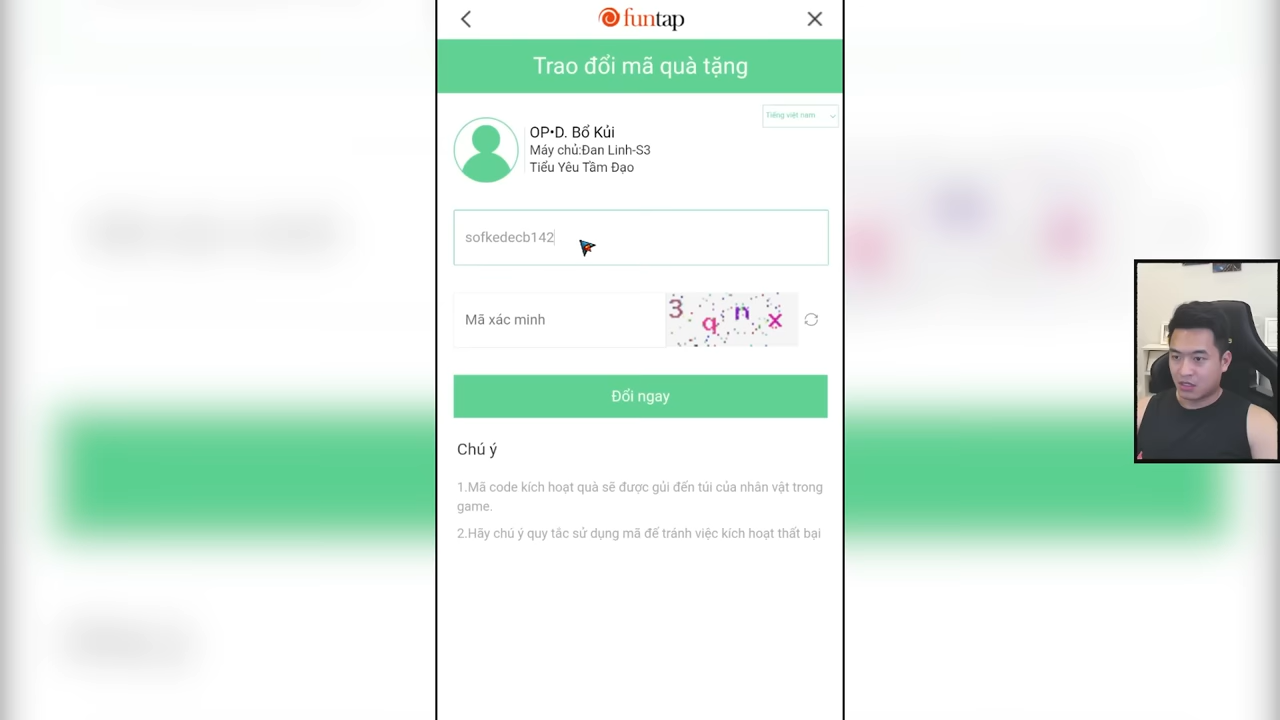 funtap
Trao đổi mã quà tặng
Tiếng việt nam
OP•D. Bổ Kủi
Máy chủ:Đan Linh-S3
Tiểu Yêu Tầm Đạo
sofkedecb142
Mã xác minh
3 q n x
Đổi ngay
Chú ý
1.Mã code kích hoạt quà sẽ được gủi đến túi của nhân vật trong
game.
2.Hãy chú ý quy tắc sử dụng mã để tránh việc kích hoạt thất bại